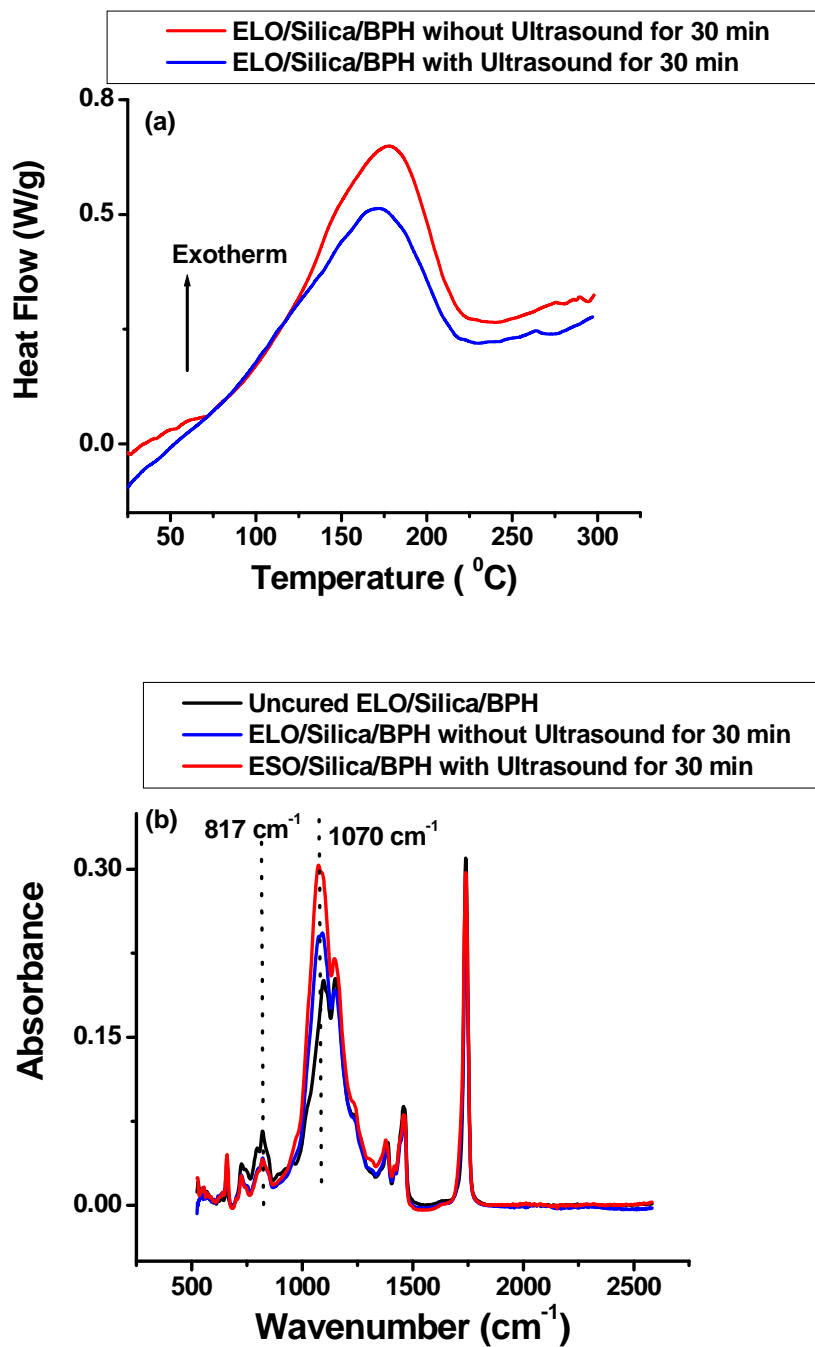 ELO/Silica/BPH wihout Ultrasound for 30 min
ELO/Silica/BPH with Ultrasound for 30 min
(a)
0.8
0.5
0.0
Heat Flow (W/g)
Exotherm
50 100 150 200 250 300
Temperature ( ⁰C)
Uncured ELO/Silica/BPH
ELO/Silica/BPH without Ultrasound for 30 min
ESO/Silica/BPH with Ultrasound for 30 min
(b)
817 cm⁻¹
1070 cm⁻¹
0.30
0.15
0.00
Absorbance
500 1000 1500 2000 2500
Wavenumber (cm⁻¹)